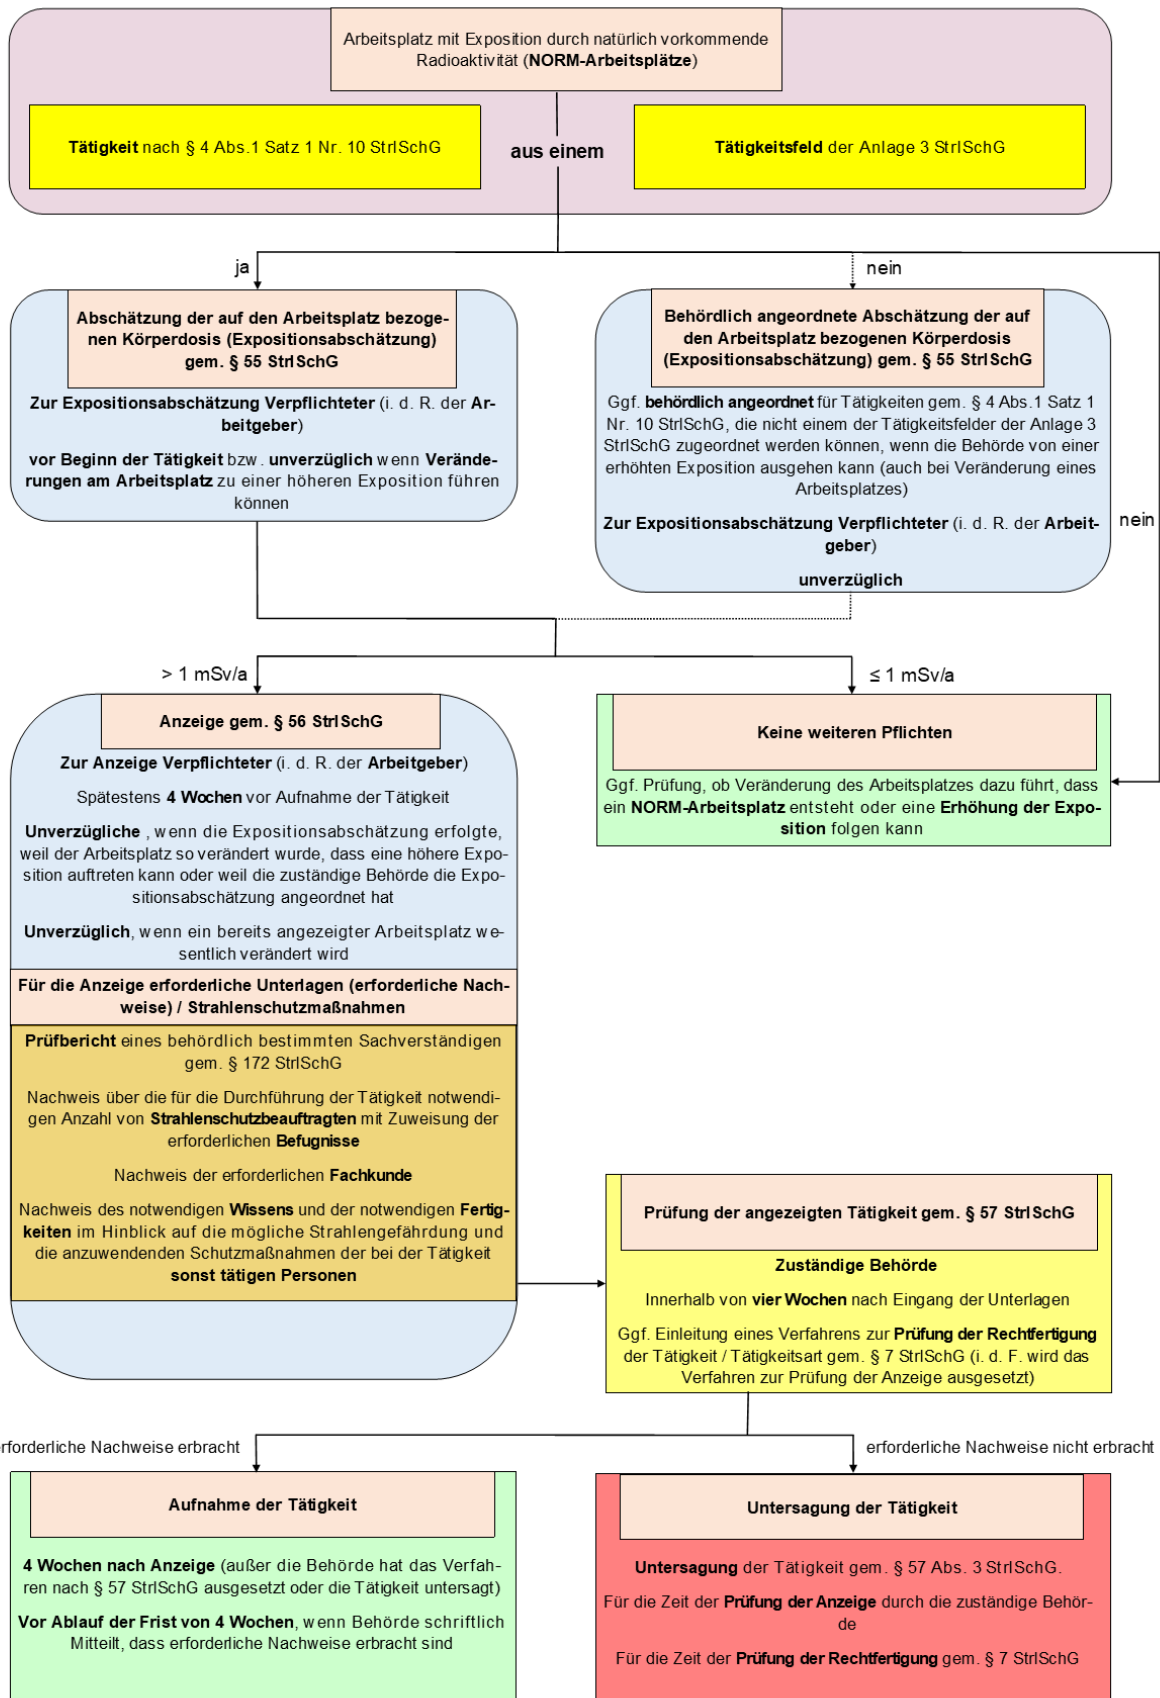 Arbeitsplatz mit Exposition durch natürlich vorkommende
Radioaktivität (NORM-Arbeitsplätze)
Tätigkeit nach § 4 Abs.1 Satz 1 Nr. 10 StrlSchG
aus einem
Tätigkeitsfeld der Anlage 3 StrlSchG
ja
nein
Abschätzung der auf den Arbeitsplatz bezoge-
nen Körperdosis (Expositionsabschätzung)
gem. § 55 StrlSchG
Zur Expositionsabschätzung Verpflichteter (i. d. R. der Ar-
beitgeber)
vor Beginn der Tätigkeit bzw. unverzüglich wenn Verände-
rungen am Arbeitsplatz zu einer höheren Exposition führen
können
Behördlich angeordnete Abschätzung der auf
den Arbeitsplatz bezogenen Körperdosis
(Expositionsabschätzung) gem. § 55 StrlSchG
Ggf. behördlich angeordnet für Tätigkeiten gem. § 4 Abs.1 Satz 1
Nr. 10 StrlSchG, die nicht einem der Tätigkeitsfelder der Anlage 3
StrlSchG zugeordnet werden können, wenn die Behörde von einer
erhöhten Exposition ausgehen kann (auch bei Veränderung eines
Arbeitsplatzes)
Zur Expositionsabschätzung Verpflichteter (i. d. R. der Arbeit-
geber)
unverzüglich
nein
> 1 mSv/a
≤ 1 mSv/a
Anzeige gem. § 56 StrlSchG
Zur Anzeige Verpflichteter (i. d. R. der Arbeitgeber)
Spätestens 4 Wochen vor Aufnahme der Tätigkeit
Unverzügliche , wenn die Expositionsabschätzung erfolgte,
weil der Arbeitsplatz so verändert wurde, dass eine höhere Expo-
sition auftreten kann oder weil die zuständige Behörde die Expo-
sitionsabschätzung angeordnet hat
Unverzüglich, wenn ein bereits angezeigter Arbeitsplatz we-
sentlich verändert wird
Keine weiteren Pflichten
Ggf. Prüfung, ob Veränderung des Arbeitsplatzes dazu führt, dass
ein NORM-Arbeitsplatz entsteht oder eine Erhöhung der Expo-
sition folgen kann
Für die Anzeige erforderliche Unterlagen (erforderliche Nach-
weise) / Strahlenschutzmaßnahmen
Prüfbericht eines behördlich bestimmten Sachverständigen
gem. § 172 StrlSchG
Nachweis über die für die Durchführung der Tätigkeit notwendi-
gen Anzahl von Strahlenschutzbeauftragten mit Zuweisung der
erforderlichen Befugnisse
Nachweis der erforderlichen Fachkunde
Nachweis des notwendigen Wissens und der notwendigen Fertig-
keiten im Hinblick auf die mögliche Strahlengefährdung und
die anzuwendenden Schutzmaßnahmen der bei der Tätigkeit
sonst tätigen Personen
Prüfung der angezeigten Tätigkeit gem. § 57 StrlSchG
Zuständige Behörde
Innerhalb von vier Wochen nach Eingang der Unterlagen
Ggf. Einleitung eines Verfahrens zur Prüfung der Rechtfertigung
der Tätigkeit / Tätigkeitsart gem. § 7 StrlSchG (i. d. F. wird das
Verfahren zur Prüfung der Anzeige ausgesetzt)
erforderliche Nachweise erbracht
erforderliche Nachweise nicht erbracht
Aufnahme der Tätigkeit
4 Wochen nach Anzeige (außer die Behörde hat das Verfah-
ren nach § 57 StrlSchG ausgesetzt oder die Tätigkeit untersagt)
Vor Ablauf der Frist von 4 Wochen, wenn Behörde schriftlich
Mitteilt, dass erforderliche Nachweise erbracht sind
Untersagung der Tätigkeit
Untersagung der Tätigkeit gem. § 57 Abs. 3 StrlSchG.
Für die Zeit der Prüfung der Anzeige durch die zuständige Behör-
de
Für die Zeit der Prüfung der Rechtfertigung gem. § 7 StrlSchG